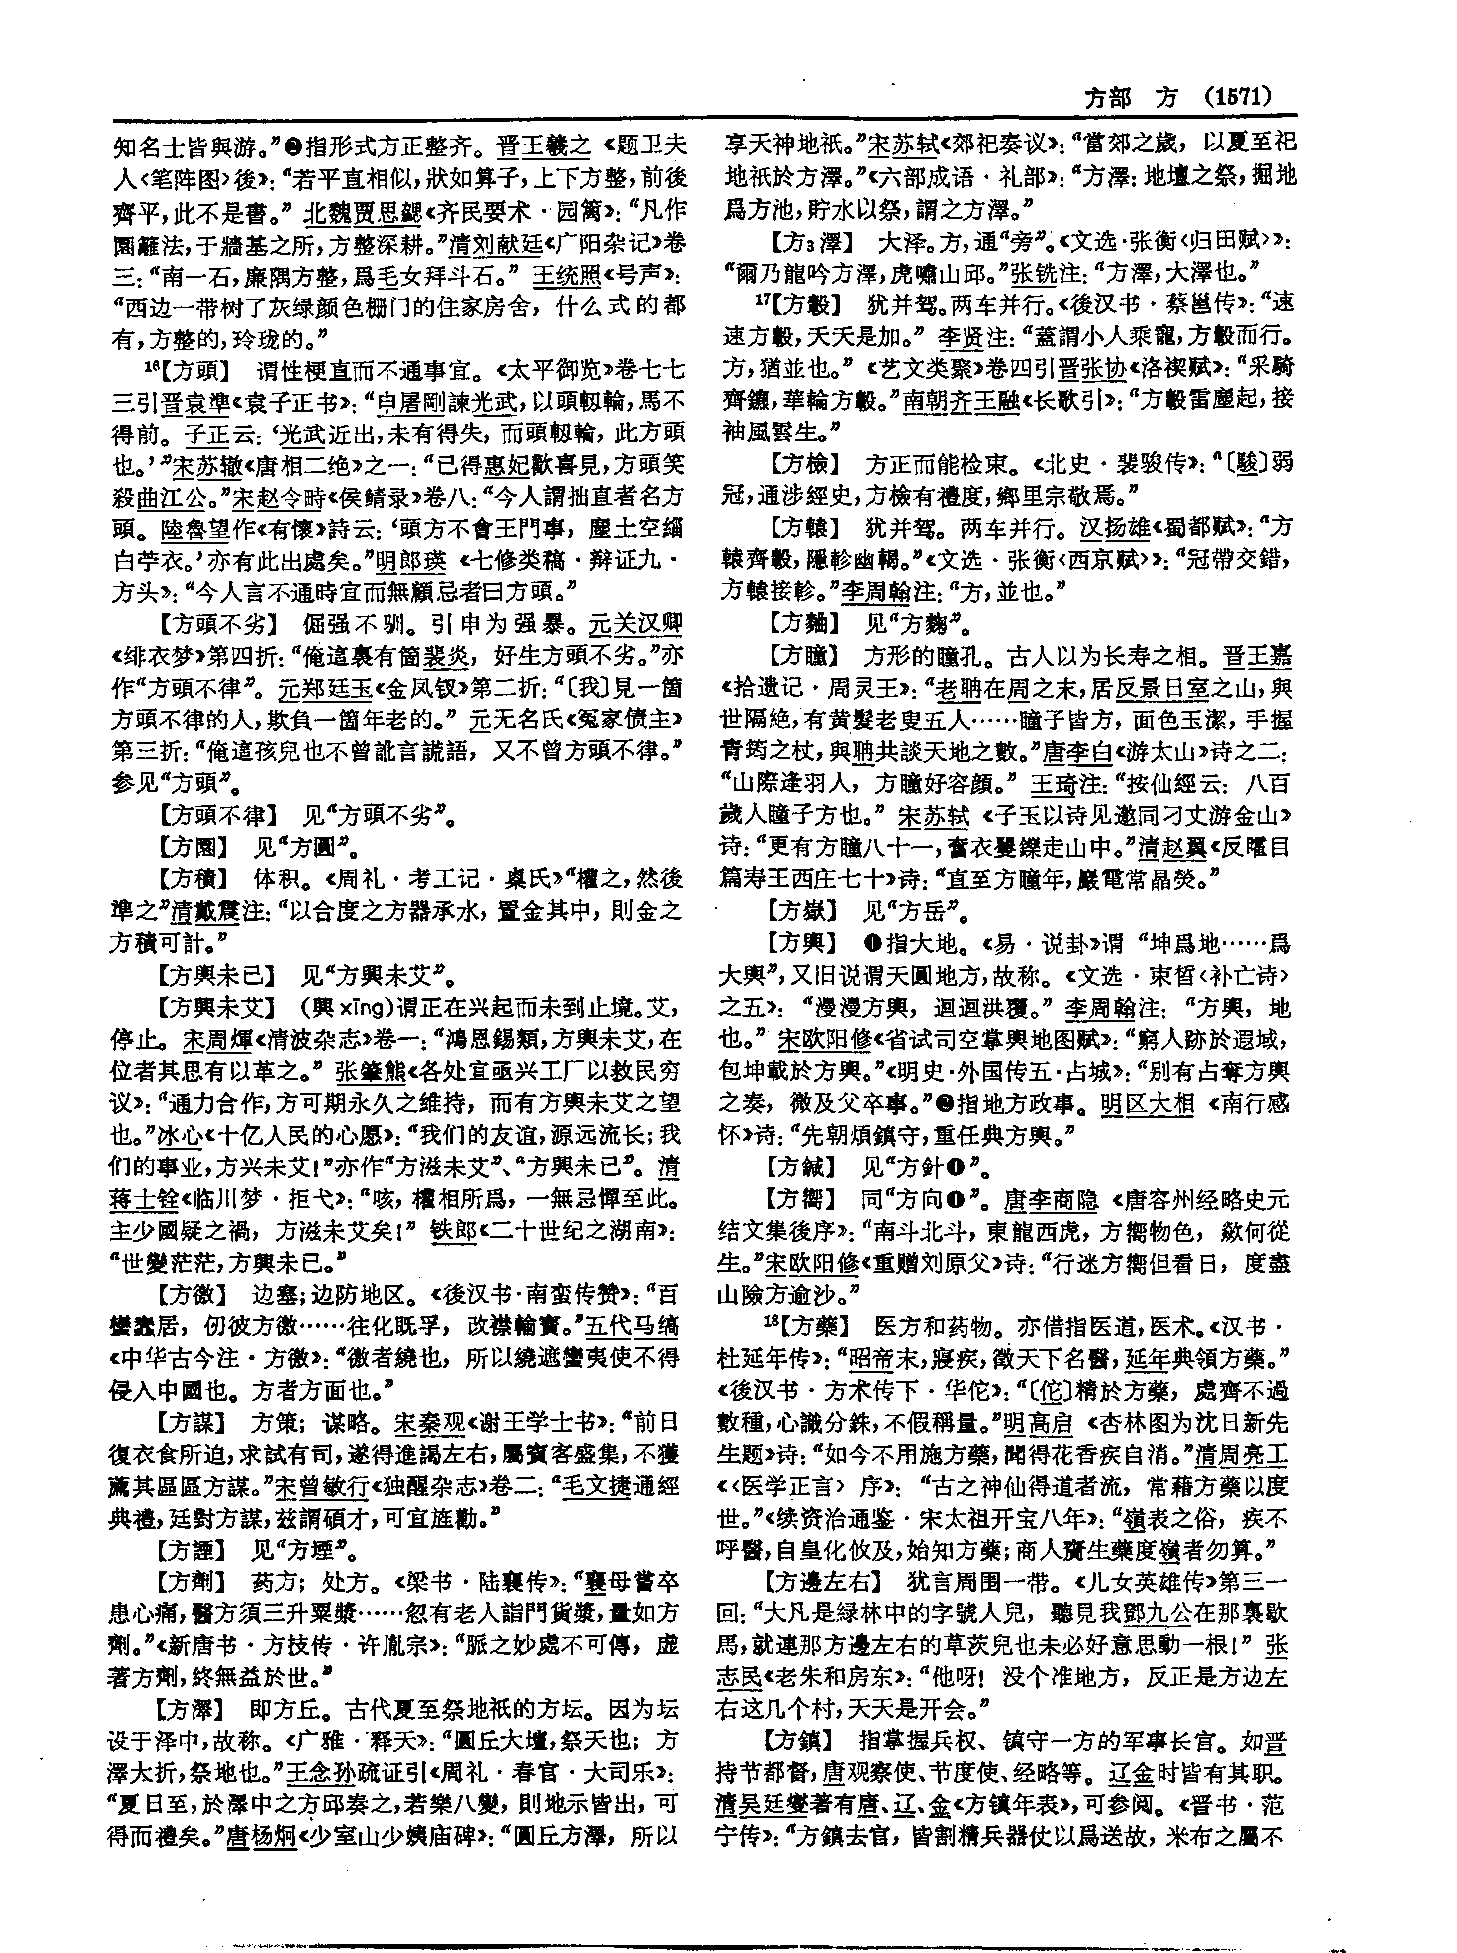 方部　方　(1571)
知名士皆與游。”❷指形式方正整齐。晋王羲之《题卫夫
人〈笔阵图〉後》：“若平直相似，狀如算子，上下方整，前後
齊平，此不是書。”北魏贾思勰《齐民要术·园篱》：“凡作
園籬法，于牆基之所，方整深耕。”清刘献廷《广阳杂记》卷
三：“南一石，廉隅方整，爲毛女拜斗石。”王统照《号声》：
“西边一带树了灰绿颜色栅门的住家房舍，什么式的都
有，方整的，玲珑的。”
16【方頭】　谓性梗直而不通事宜。《太平御览》卷七七
三引晋袁準《袁子正书》：“申屠剛諫光武，以頭軔輪，馬不
得前。子正云：‘光武近出，未有得失，而頭軔輪，此方頭
也。’”宋苏辙《唐相二绝》之一：“已得惠妃歡喜見，方頭笑
殺曲江公。”宋赵令畤《侯鲭录》卷八：“今人謂拙直者名方
頭。陸魯望作《有懷》詩云：‘頭方不會王門事，塵土空緇
白苧衣。’亦有此出處矣。”明郎瑛《七修类稿·辩证九·
方头》：“今人言不通時宜而無顧忌者曰方頭。”
【方頭不劣】　倔强不驯。引申为强暴。元关汉卿
《绯衣梦》第四折：“俺這裏有箇裴炎，好生方頭不劣。”亦
作“方頭不律”。元郑廷玉《金凤钗》第二折：“〔我〕見一箇
方頭不律的人，欺負一箇年老的。”元无名氏《冤家债主》
第三折：“俺這孩兒也不曾訛言謊語，又不曾方頭不律。”
参见“方頭”。
【方頭不律】　见“方頭不劣”。
【方園】　见“方圓”。
【方積】　体积。《周礼·考工记·㮚氏》“權之，然後
準之”清戴震注：“以合度之方器承水，置金其中，則金之
方積可計。”
【方興未已】　见“方興未艾”。
【方興未艾】　（興xīng）谓正在兴起而未到止境。艾，
停止。宋周煇《清波杂志》卷一：“鴻恩錫類，方興未艾，在
位者其思有以革之。”张肇熊《各处宜亟兴工厂以救民穷
议》：“通力合作，方可期永久之维持，而有方興未艾之望
也。”冰心《十亿人民的心愿》：“我们的友谊，源远流长；我
们的事业，方兴未艾！”亦作“方滋未艾”、“方興未已”。清
蒋士铨《临川梦·拒弋》：“咳，權相所爲，一無忌憚至此。
主少國疑之禍，方滋未艾矣！”铁郎《二十世纪之湖南》：
“世變茫茫，方興未已。”
【方徼】　边塞；边防地区。《後汉书·南蛮传赞》：“百
蠻蠢居，仞彼方徼……往化既孚，改襟輸寳。”五代马缟
《中华古今注·方徼》：“徼者繞也，所以繞遮蠻夷使不得
侵入中國也。方者方面也。”
【方謀】　方策；谋略。宋秦观《谢王学士书》：“前日
復衣食所迫，求試有司，遂得進謁左右，屬賓客盛集，不獲
薦其區區方謀。”宋曾敏行《独醒杂志》卷二：“毛文捷通經
典禮，廷對方謀，兹謂碩才，可宜旌勸。”
【方諲】　见“方堙”。
【方劑】　药方；处方。《梁书·陆襄传》：“襄母嘗卒
患心痛，醫方須三升粟漿……忽有老人詣門貨漿，量如方
劑。”《新唐书·方技传·许胤宗》：“脈之妙處不可傳，虚
著方劑，終無益於世。”
【方澤】　即方丘。古代夏至祭地祇的方坛。因为坛
设于泽中，故称。《广雅·释天》：“圓丘大壇，祭天也；方
澤大折，祭地也。”王念孙疏证引《周礼·春官·大司乐》：
“夏日至，於澤中之方邱奏之，若樂八變，則地示皆出，可
得而禮矣。”唐杨炯《少室山少姨庙碑》：“圓丘方澤，所以
享天神地祇。”宋苏轼《郊祀奏议》：“當郊之歲，以夏至祀
地祇於方澤。”《六部成语·礼部》：“方澤：地壇之祭，掘地
爲方池，貯水以祭，謂之方澤。”
【方3澤】　大泽。方，通“旁”。《文选·张衡〈归田赋〉》：
“爾乃龍吟方澤，虎嘯山邱。”张铣注：“方澤，大澤也。”
17【方轂】　犹并驾。两车并行。《後汉书·蔡邕传》：“速
速方轂，夭夭是加。”李贤注：“蓋謂小人乘寵，方轂而行。
方，猶並也。”《艺文类聚》卷四引晋张协《洛禊赋》：“采騎
齊鑣，華輪方轂。”南朝齐王融《长歌引》：“方轂雷塵起，接
袖風雲生。”
【方檢】　方正而能检束。《北史·裴骏传》：“〔駿〕弱
冠，通涉經史，方檢有禮度，鄉里宗敬焉。”
【方轅】　犹并驾。两车并行。汉扬雄《蜀都赋》：“方
轅齊轂，隱軫幽輵。”《文选·张衡〈西京赋〉》：“冠帶交錯，
方轅接軫。”李周翰注：“方，並也。”
【方麯】　见“方麴”。
【方瞳】　方形的瞳孔。古人以为长寿之相。晋王嘉
《拾遗记·周灵王》：“老聃在周之末，居反景日室之山，與
世隔絶，有黄髮老叟五人……瞳子皆方，面色玉潔，手握
青筠之杖，與聃共談天地之數。”唐李白《游太山》诗之二：
“山際逢羽人，方瞳好容顔。”王琦注：“按仙經云：八百
歲人瞳子方也。”宋苏轼《子玉以诗见邀同刁丈游金山》
诗：“更有方瞳八十一，奮衣矍鑠走山中。”清赵翼《反曜目
篇寿王西庄七十》诗：“直至方瞳年，巖電常晶熒。”
【方嶽】　见“方岳”。
【方輿】　❶指大地。《易·说卦》谓“坤爲地……爲
大輿”，又旧说谓天圓地方，故称。《文选·束晳〈补亡诗〉
之五》：“漫漫方輿，迴迴洪覆。”李周翰注：“方輿，地
也。”宋欧阳修《省试司空掌舆地图赋》：“窮人跡於遐域，
包坤載於方輿。”《明史·外国传五·占城》：“别有占奪方輿
之奏，微及父卒事。”❷指地方政事。明区大相《南行感
怀》诗：“先朝煩鎮守，重任典方輿。”
【方鍼】　见“方針❶”。
【方嚮】　同“方向❶”。唐李商隐《唐容州经略史元
结文集後序》：“南斗北斗，東龍西虎，方嚮物色，欻何從
生。”宋欧阳修《重赠刘原父》诗：“行迷方嚮但看日，度盡
山險方逾沙。”
18【方藥】　医方和药物。亦借指医道，医术。《汉书·
杜延年传》：“昭帝末，寢疾，徵天下名醫，延年典領方藥。”
《後汉书·方术传下·华佗》：“〔佗〕精於方藥，處齊不過
數種，心識分銖，不假稱量。”明高启《杏林图为沈日新先
生题》诗：“如今不用施方藥，聞得花香疾自消。”清周亮工
《〈医学正言〉序》：“古之神仙得道者流，常藉方藥以度
世。”《续资治通鉴·宋太祖开宝八年》：“嶺表之俗，疾不
呼醫，自皇化攸及，始知方藥；商人齎生藥度嶺者勿算。”
【方邊左右】　犹言周围一带。《儿女英雄传》第三一
回：“大凡是緑林中的字號人兒，聽見我鄧九公在那裏歇
馬，就連那方邊左右的草茨兒也未必好意思動一根！”张
志民《老朱和房东》：“他呀！没个准地方，反正是方边左
右这几个村，天天是开会。”
【方鎮】　指掌握兵权、镇守一方的军事长官。如晋
持节都督，唐观察使、节度使、经略等。辽金时皆有其职。
清吴廷燮著有唐、辽、金《方镇年表》，可参阅。《晋书·范
宁传》：“方鎮去官，皆割精兵器仗以爲送故，米布之屬不